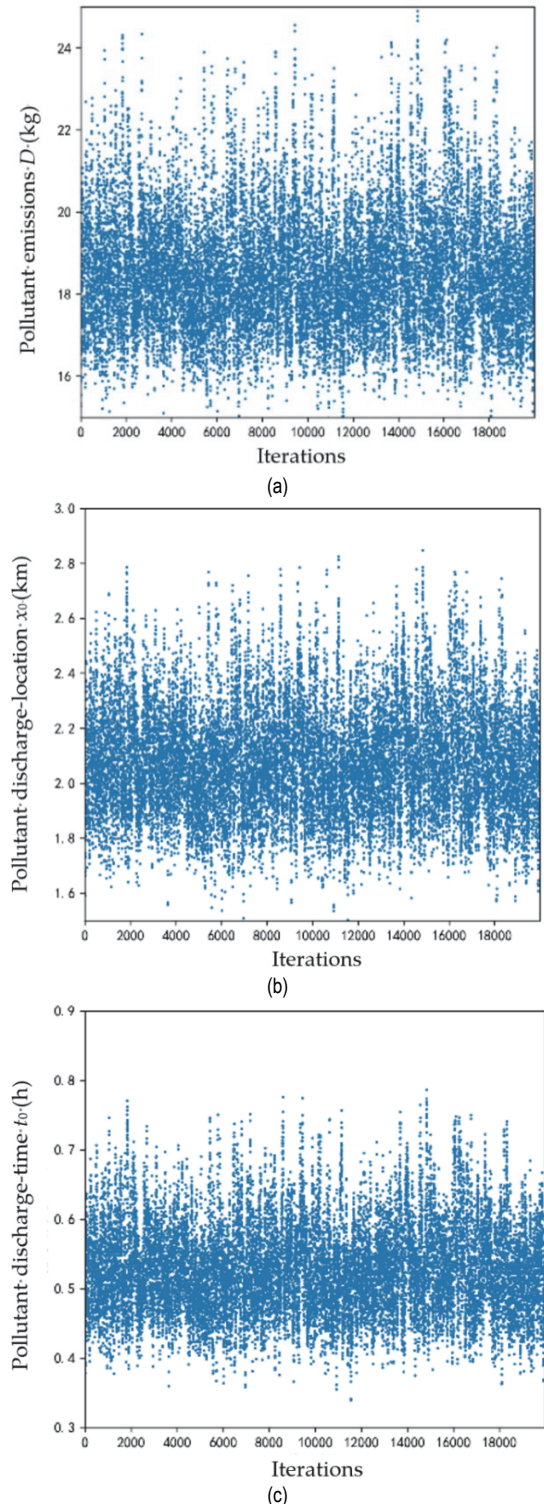 24
22
20
18
16
Pollutant·emissions·D·(kg)
0 2000 4000 6000 8000 10000 12000 14000 16000 18000
Iterations
(a)
3.0
2.8
2.6
2.4
2.2
2.0
1.8
1.6
Pollutant·discharge-location·x₀(km)
0 2000 4000 6000 8000 10000 12000 14000 16000 18000
Iterations
(b)
0.9
0.8
0.7
0.6
0.5
0.4
0.3
Pollutant·discharge-time·t₀·(h)
0 2000 4000 6000 8000 10000 12000 14000 16000 18000
Iterations
(c)